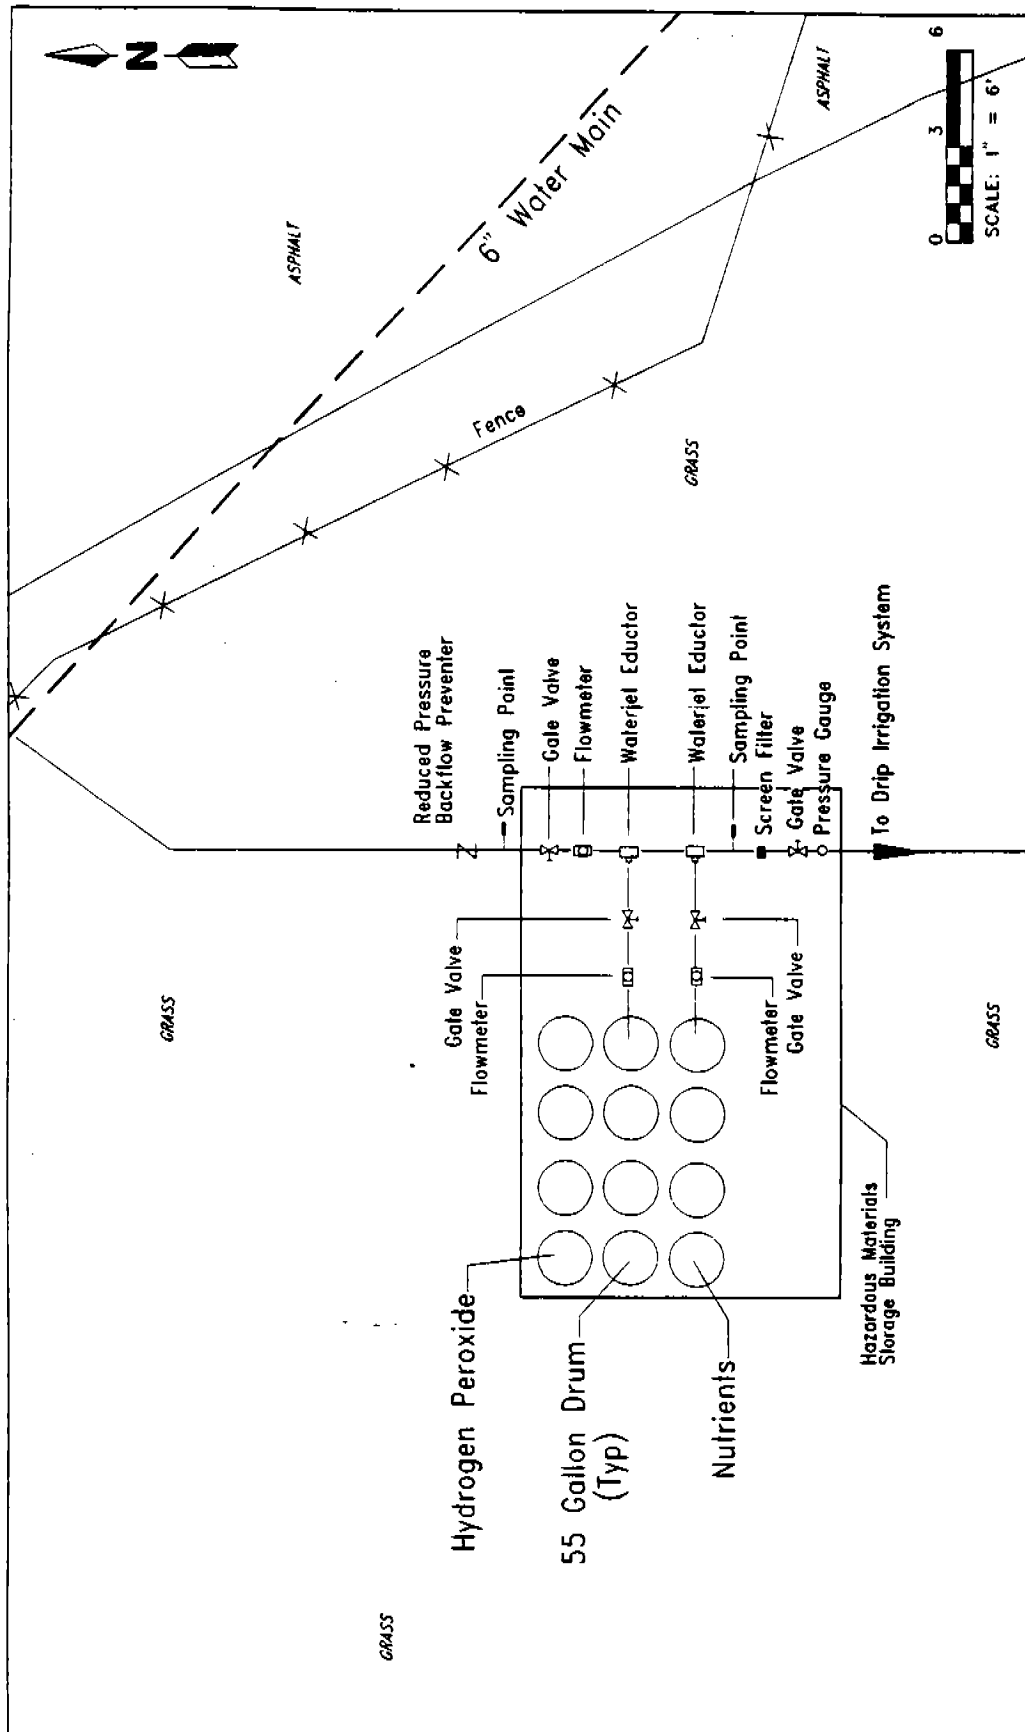 N
ASPHALT
6" Water Main
ASPHALT
0 3 6
SCALE: 1" = 6'
Fence
GRASS
Reduced Pressure
Backflow Preventer
Sampling Point
Gate Valve
Flowmeter
Waterjet Eductor
Waterjet Eductor
Sampling Point
Screen Filter
Gate Valve
Pressure Gauge
To Drip Irrigation System
GRASS
Gate Valve
Flowmeter
Flowmeter
Gate Valve
GRASS
Hydrogen Peroxide
55 Gallon Drum
(Typ)
Nutrients
Hazardous Materials
Storage Building
GRASS